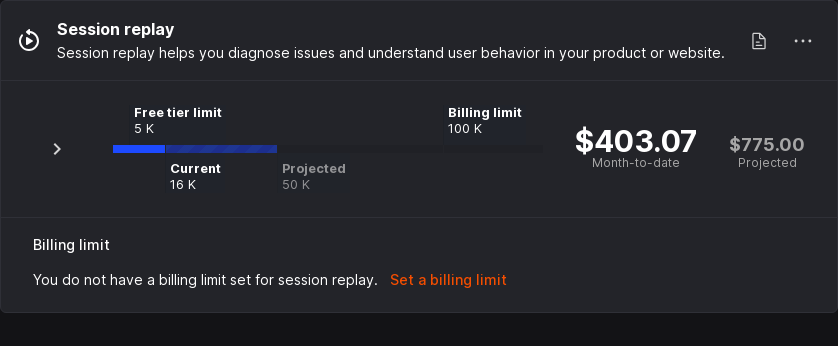 Session replay
Session replay helps you diagnose issues and understand user behavior in your product or website.
Free tier limit
5 K
Billing limit
100 K
Current
16 K
Projected
50 K
$403.07
Month-to-date
$775.00
Projected
Billing limit
You do not have a billing limit set for session replay. Set a billing limit